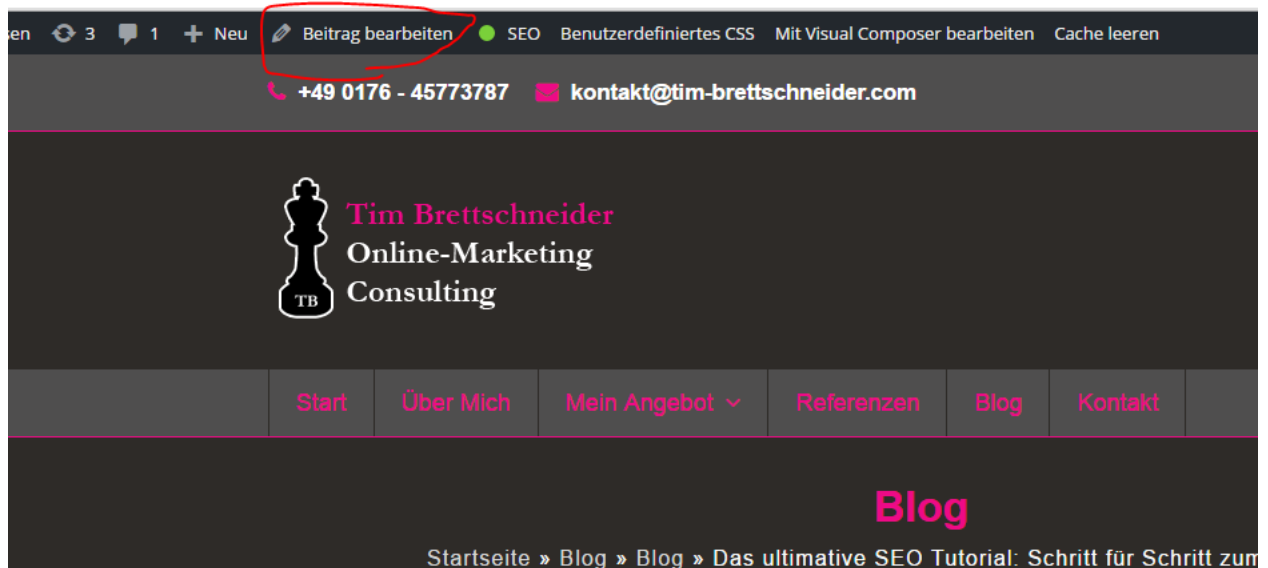 sen 3 1 + Neu Beitrag bearbeiten SEO Benutzerdefiniertes CSS Mit Visual Composer bearbeiten Cache leeren
+49 0176 - 45773787 kontakt@tim-brettschneider.com
Tim Brettschneider
Online-Marketing
TB Consulting
Start Über Mich Mein Angebot Referenzen Blog Kontakt
Blog
Startseite » Blog » Blog » Das ultimative SEO Tutorial: Schritt für Schritt zum